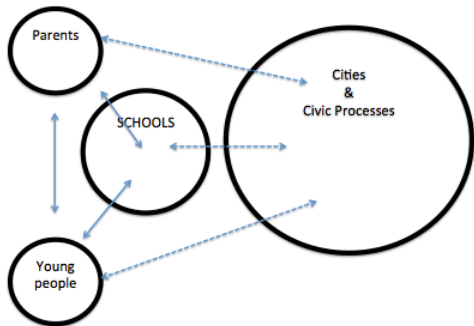 Parents
Cities
&
Civic Processes
SCHOOLS
Young
people